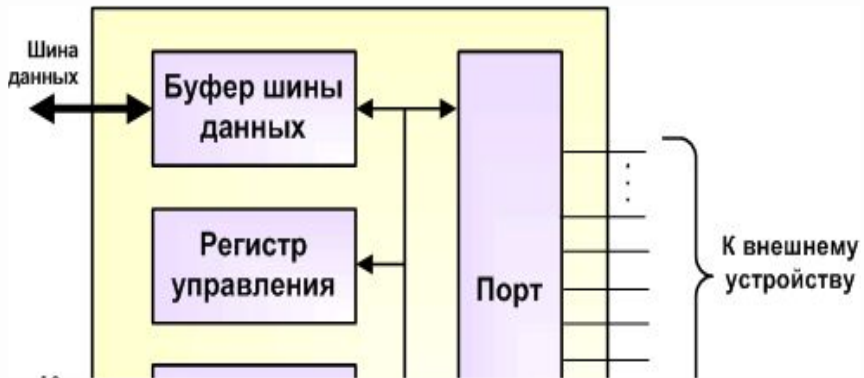 Шина
данных
Буфер шины
данных
Регистр
управления
Порт
К внешнему
устройству